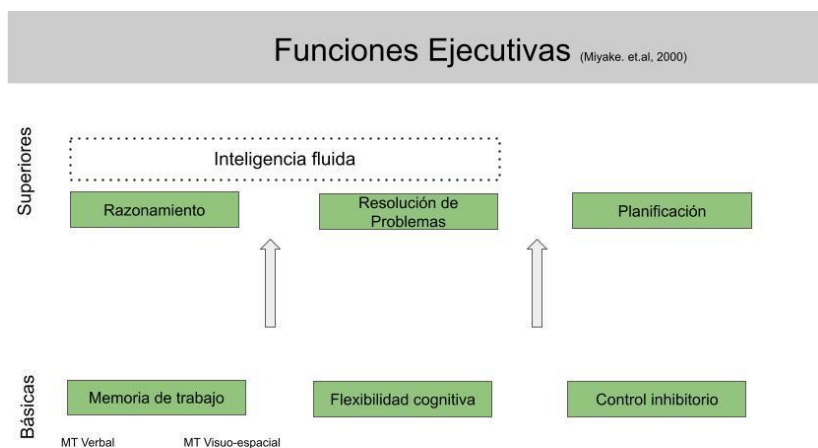 Funciones Ejecutivas (Miyake. et.al, 2000)
Superiores
Inteligencia fluida
Razonamiento
Resolución de
Problemas
Planificación
Básicas
Memoria de trabajo
Flexibilidad cognitiva
Control inhibitorio
MT Verbal
MT Visuo-espacial